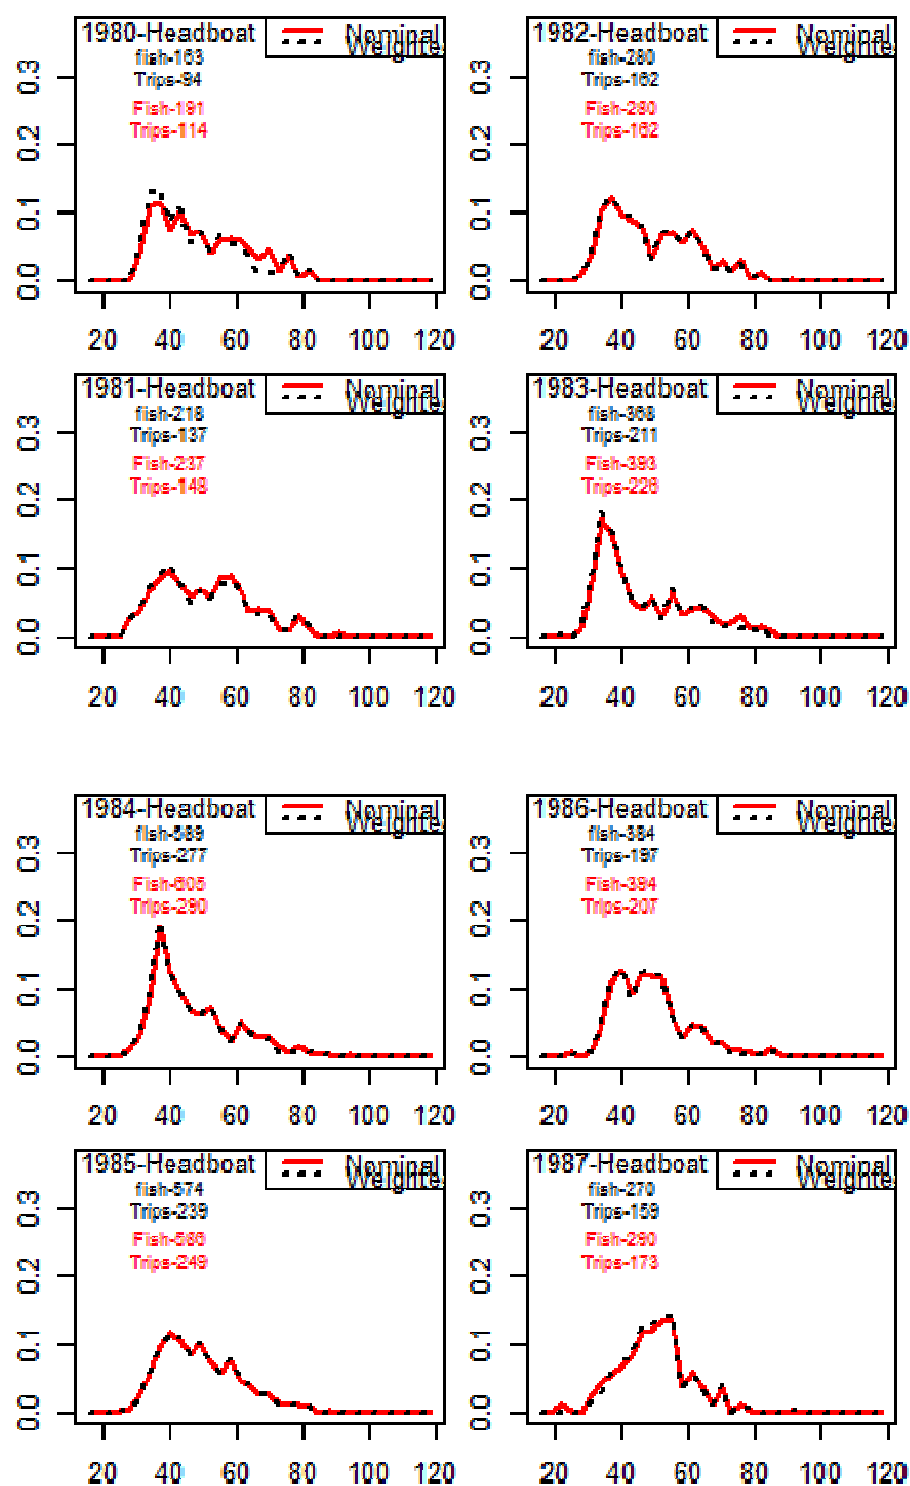 1980-Headboat
Nominal
Weighte
fish-163
Trips-94
Fish-191
Trips-114
0.0 0.1 0.2 0.3
20 40 60 80 100 120
1982-Headboat
Nominal
Weighte
fish-280
Trips-162
Fish-280
Trips-162
0.0 0.1 0.2 0.3
20 40 60 80 100 120
1981-Headboat
Nominal
Weighte
fish-218
Trips-137
Fish-237
Trips-148
0.0 0.1 0.2 0.3
20 40 60 80 100 120
1983-Headboat
Nominal
Weighte
fish-368
Trips-211
Fish-393
Trips-226
0.0 0.1 0.2 0.3
20 40 60 80 100 120
1984-Headboat
Nominal
Weighte
fish-589
Trips-277
Fish-605
Trips-290
0.0 0.1 0.2 0.3
20 40 60 80 100 120
1986-Headboat
Nominal
Weighte
fish-384
Trips-197
Fish-394
Trips-207
0.0 0.1 0.2 0.3
20 40 60 80 100 120
1985-Headboat
Nominal
Weighte
fish-574
Trips-239
Fish-586
Trips-249
0.0 0.1 0.2 0.3
20 40 60 80 100 120
1987-Headboat
Nominal
Weighte
fish-270
Trips-159
Fish-290
Trips-173
0.0 0.1 0.2 0.3
20 40 60 80 100 120